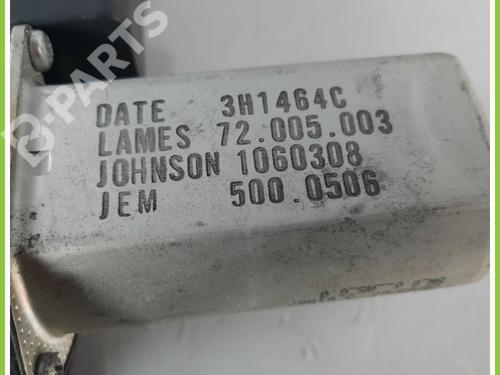 B-PARTS
DATE 3H1464C
LAMES 72.005.003
JOHNSON 1060308
JEM 500.0506